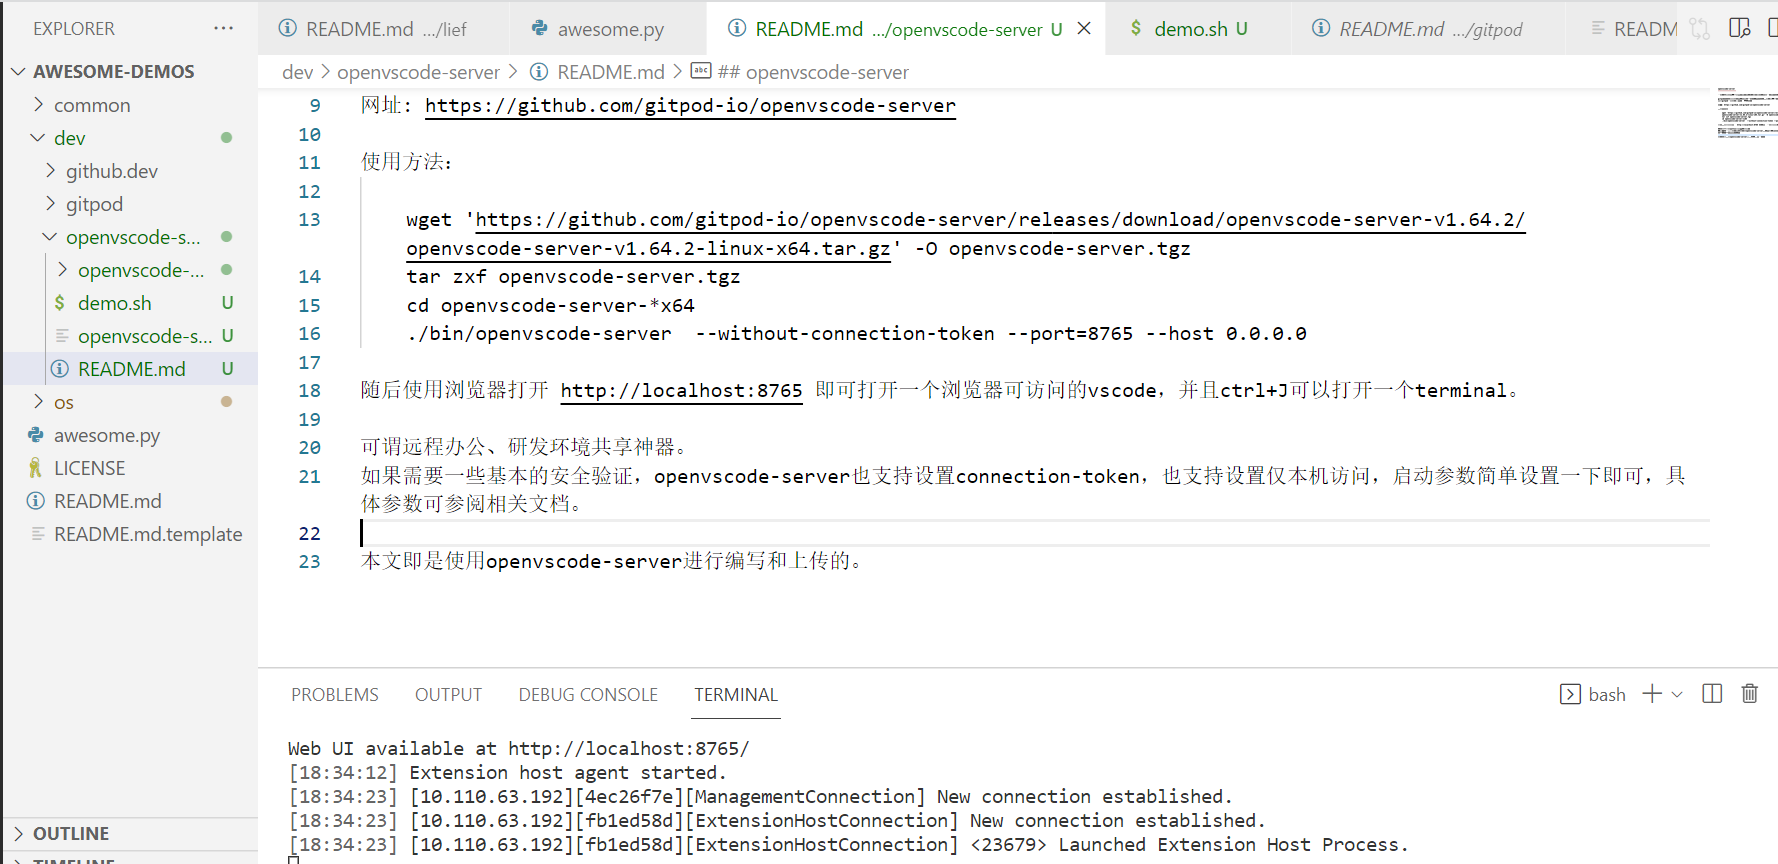 EXPLORER
AWESOME-DEMOS
common
dev
github.dev
gitpod
openvscode-s...
openvscode-...
demo.sh U
openvscode-s... U
README.md U
os
awesome.py
LICENSE
README.md
README.md.template
OUTLINE
TIMELINE
README.md .../lief
awesome.py
README.md .../openvscode-server U
demo.sh U
README.md .../gitpod
READM
dev > openvscode-server > README.md > ## openvscode-server
9 网址: https://github.com/gitpod-io/openvscode-server
10
11 使用方法:
12
13 wget 'https://github.com/gitpod-io/openvscode-server/releases/download/openvscode-server-v1.64.2/
openvscode-server-v1.64.2-linux-x64.tar.gz' -O openvscode-server.tgz
14 tar zxf openvscode-server.tgz
15 cd openvscode-server-*x64
16 ./bin/openvscode-server  --without-connection-token --port=8765 --host 0.0.0.0
17
18 随后使用浏览器打开 http://localhost:8765 即可打开一个浏览器可访问的vscode，并且ctrl+J可以打开一个terminal。
19
20 可谓远程办公、研发环境共享神器。
21 如果需要一些基本的安全验证，openvscode-server也支持设置connection-token，也支持设置仅本机访问，启动参数简单设置一下即可，具
体参数可参阅相关文档。
22
23 本文即是使用openvscode-server进行编写和上传的。
PROBLEMS OUTPUT DEBUG CONSOLE TERMINAL
bash
Web UI available at http://localhost:8765/
[18:34:12] Extension host agent started.
[18:34:23] [10.110.63.192][4ec26f7e][ManagementConnection] New connection established.
[18:34:23] [10.110.63.192][fb1ed58d][ExtensionHostConnection] New connection established.
[18:34:23] [10.110.63.192][fb1ed58d][ExtensionHostConnection] <23679> Launched Extension Host Process.